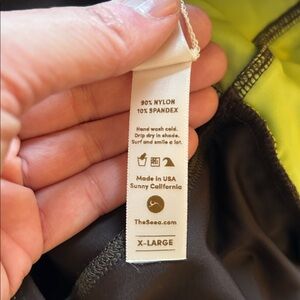 90% NYLON
10% SPANDEX
Hand wash cold.
Drip dry in shade.
Surf and smile a lot.
Made in USA
Sunny California
TheSeea.com
X-LARGE